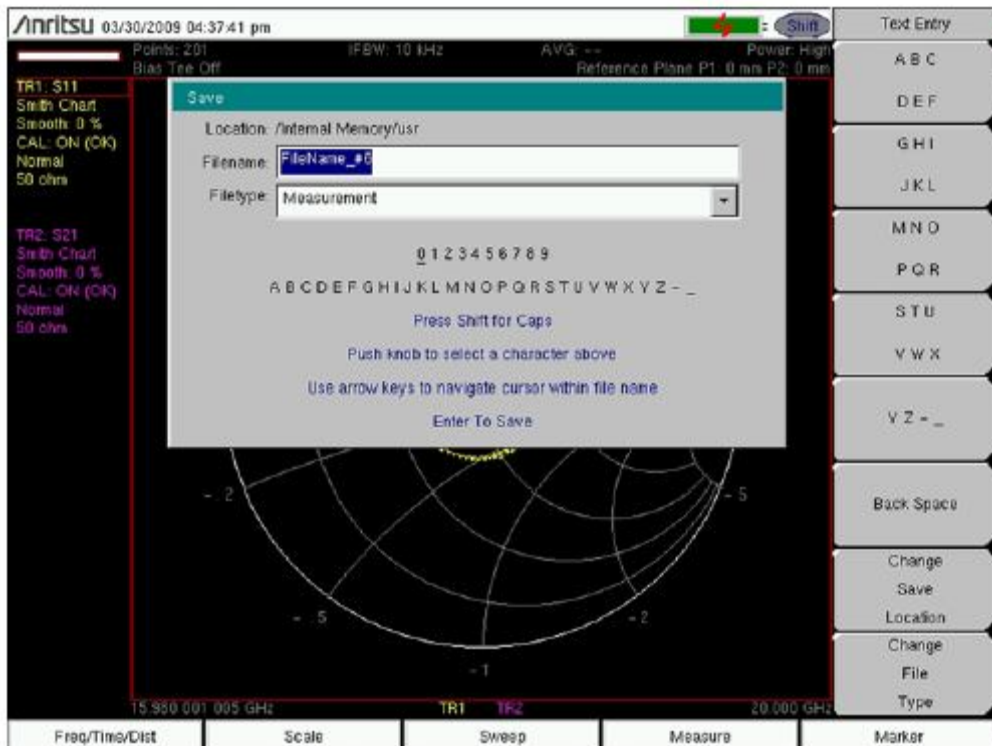 Anritsu 03/30/2009 04:37:41 pm
Shift
Text Entry
Points: 201
IFBW: 10 kHz
AVG: --
Power: High
Bias Tee Off
Reference Plane P1: 0 mm P2: 0 mm
TR1: S11
Smith Chart
Smooth: 0 %
CAL: ON (OK)
Normal
50 ohm
TR2: S21
Smith Chart
Smooth: 0 %
CAL: ON (OK)
Normal
50 ohm
Save
Location: /Internal Memory/usr
Filename: FileName_#6
Filetype: Measurement
0 1 2 3 4 5 6 7 8 9
A B C D E F G H I J K L M N O P Q R S T U V W X Y Z - _
Press Shift for Caps
Push knob to select a character above
Use arrow keys to navigate cursor within file name
Enter To Save
-.2
-5
-.5
-2
-1
15.980 001 005 GHz
TR1
TR2
20.000 GHz
A B C
D E F
G H I
J K L
M N O
P Q R
S T U
V W X
Y Z - _
Back Space
Change
Save
Location
Change
File
Type
Freq/Time/Dist
Scale
Sweep
Measure
Marker